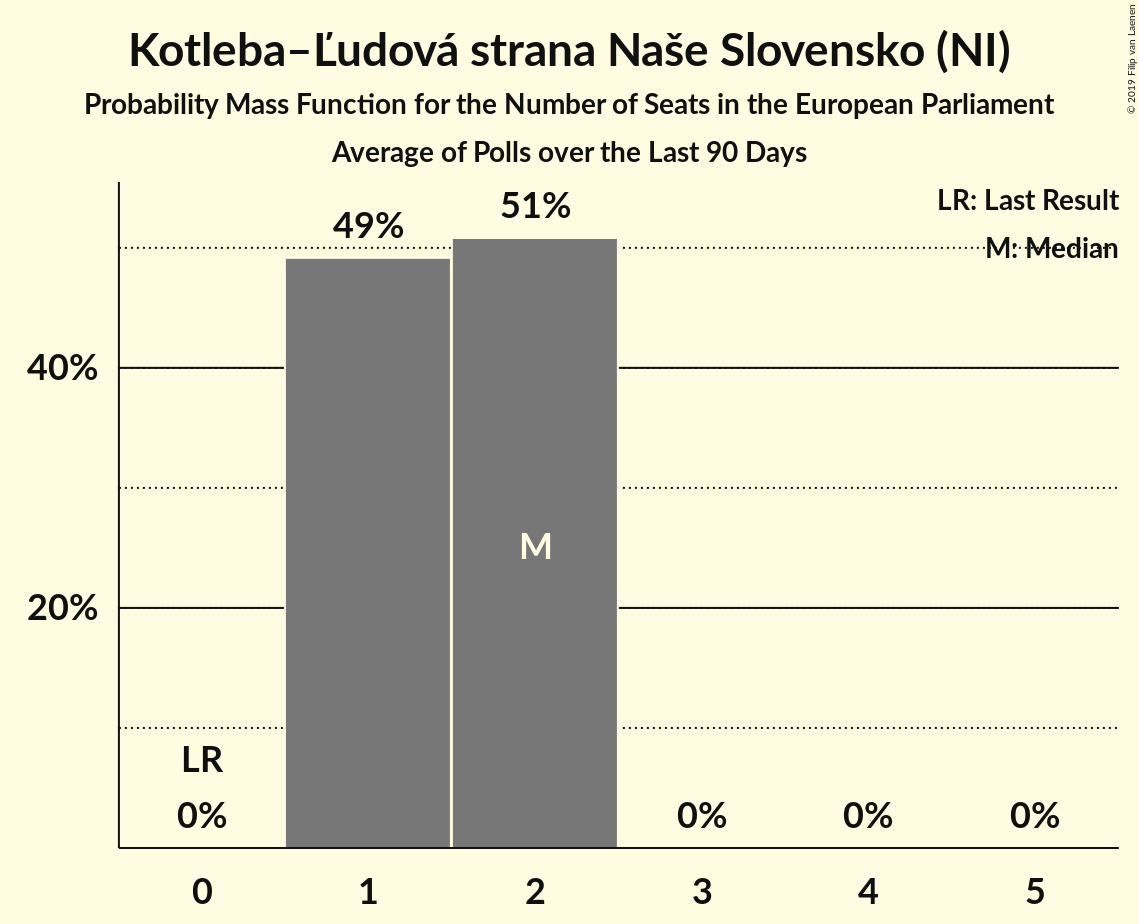 Kotleba–Ľudová strana Naše Slovensko (NI)
Probability Mass Function for the Number of Seats in the European Parliament
Average of Polls over the Last 90 Days
© 2019 Filip van Laenen
LR: Last Result
M: Median
49%
51%
40%
20%
M
LR
0%
0%
0%
0%
0
1
2
3
4
5